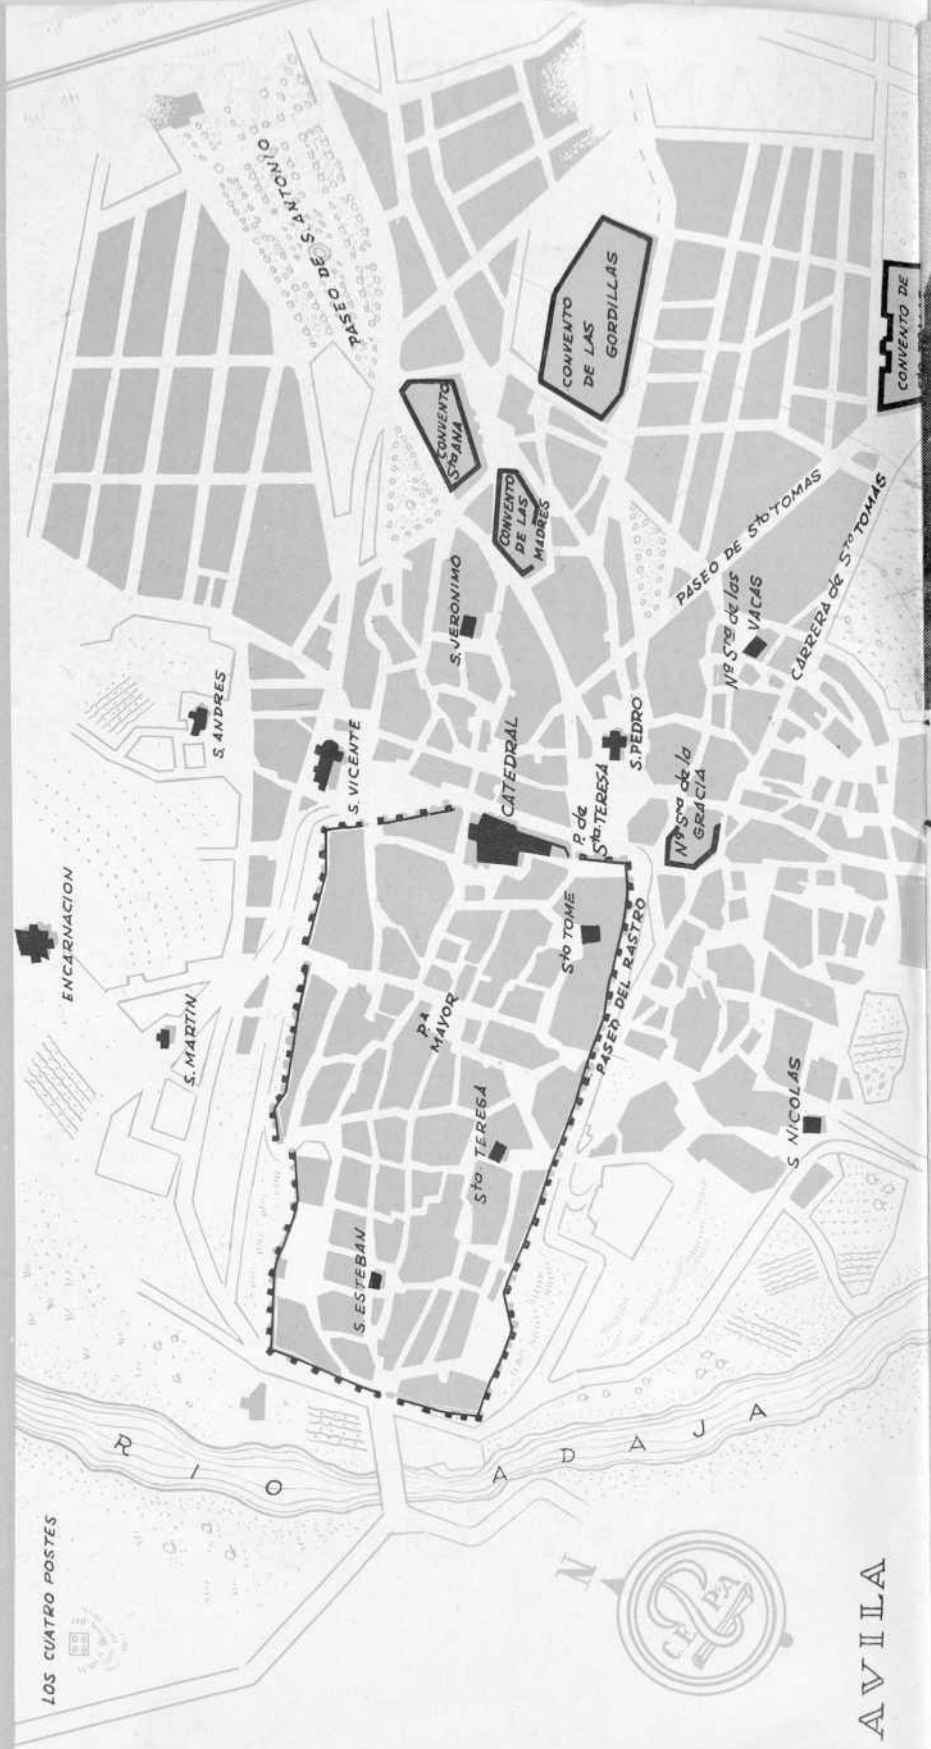 LOS CUATRO POSTES
ENCARNACION
S. MARTIN
S. ANDRES
PASEO DE S. ANTONIO
S. VICENTE
S. JERONIMO
CONVENTO
Sta ANA
CONVENTO
DE LAS
MADRES
CONVENTO
DE LAS
GORDILLAS
CATEDRAL
P. de
Sta. TERESA
S. PEDRO
Nª Sra de la
GRACIA
Nª Sra de las
VACAS
PASEO DE Sto TOMAS
CARRERA de Sto TOMAS
CONVENTO DE
Sto TOME
PASEO DEL RASTRO
Pª
MAYOR
Sta. TERESA
S. ESTEBAN
S NICOLAS
RIO ADAJA
N
AVILA